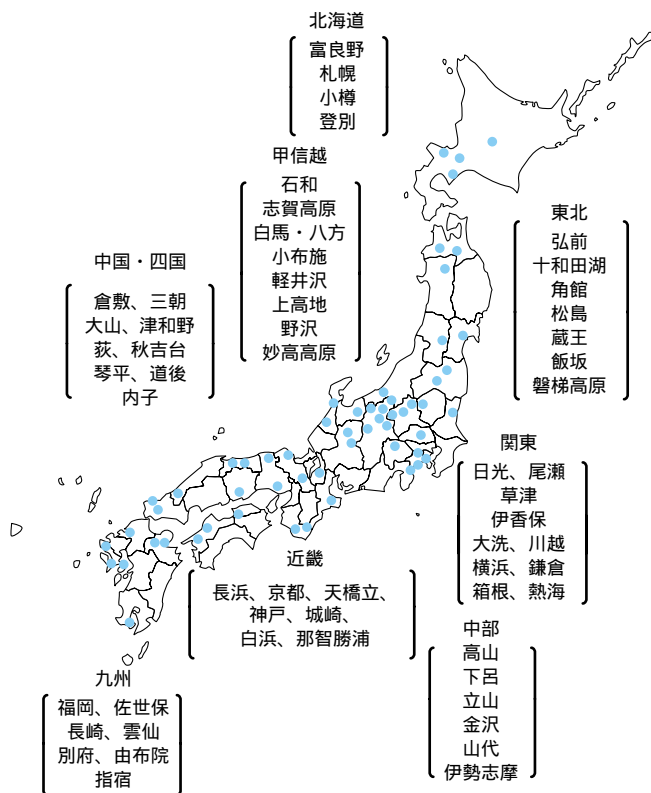 北海道
富良野
札幌
小樽
登別
甲信越
石和
志賀高原
白馬・八方
小布施
軽井沢
上高地
野沢
妙高高原
東北
弘前
十和田湖
角館
松島
蔵王
飯坂
磐梯高原
中国・四国
倉敷、三朝
大山、津和野
荻、秋吉台
琴平、道後
内子
関東
日光、尾瀬
草津
伊香保
大洗、川越
横浜、鎌倉
箱根、熱海
近畿
長浜、京都、天橋立、
神戸、城崎、
白浜、那智勝浦
中部
高山
下呂
立山
金沢
山代
伊勢志摩
九州
福岡、佐世保
長崎、雲仙
別府、由布院
指宿